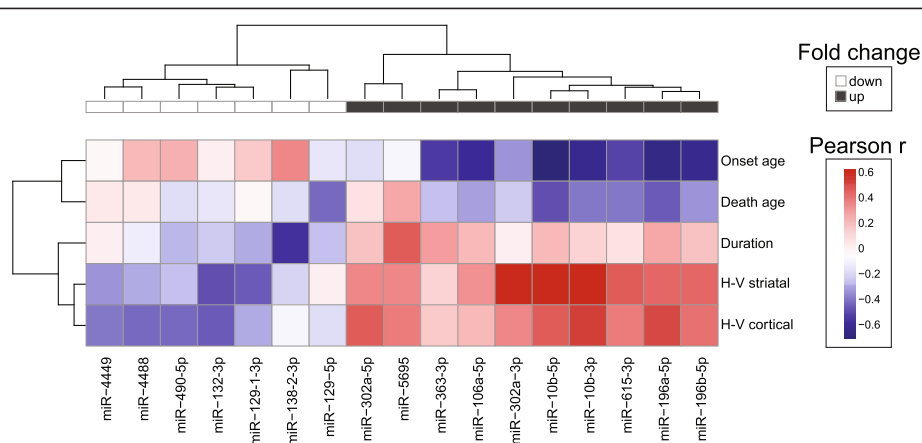 Fold change
down
up
Pearson r
0.6
0.4
0.2
0
−0.2
−0.4
−0.6
Onset age
Death age
Duration
H-V striatal
H-V cortical
miR−4449
miR−4488
miR−490-5p
miR−132-3p
miR−129-1-3p
miR−138-2-3p
miR−129−5p
miR−302a-5p
miR−5695
miR−363-3p
miR−106a-5p
miR−302a−3p
miR−10b-5p
miR−10b-3p
miR−615-3p
miR−196a-5p
miR−196b-5p